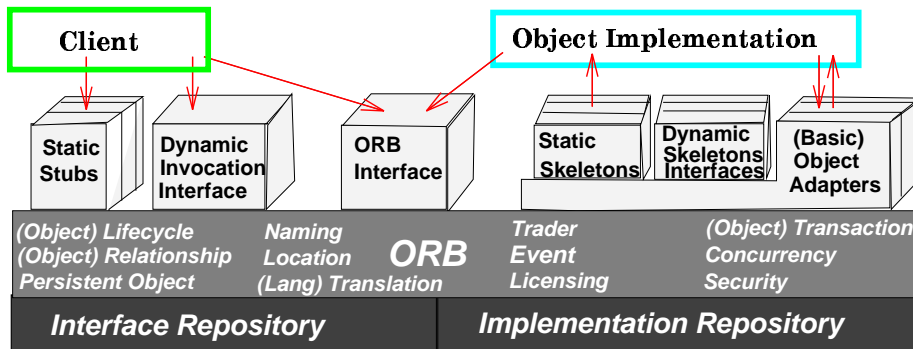 Client
Object Implementation
Static
Stubs
Dynamic
Invocation
Interface
ORB
Interface
Static
Skeletons
Dynamic
Skeletons
Interfaces
(Basic)
Object
Adapters
(Object) Lifecycle
(Object) Relationship
Persistent Object
Naming
Location
(Lang) Translation
ORB
Trader
Event
Licensing
(Object) Transaction
Concurrency
Security
Interface Repository
Implementation Repository